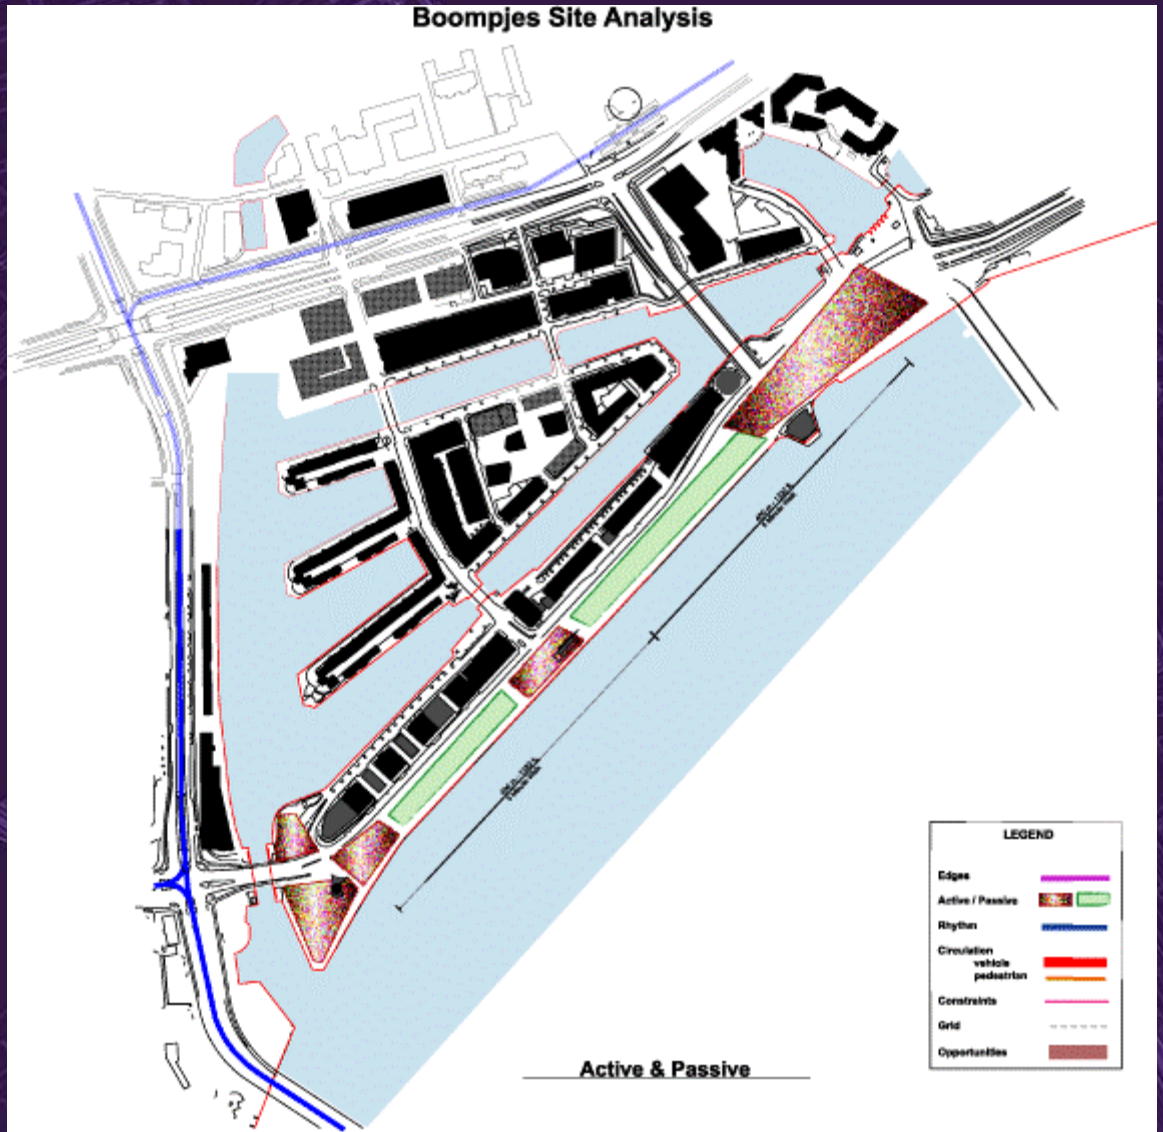 Boompjes Site Analysis
LEGEND
Edges
Active / Passive
Rhythm
Circulation
vehicle
pedestrian
Constraints
Grid
Opportunities
Active & Passive